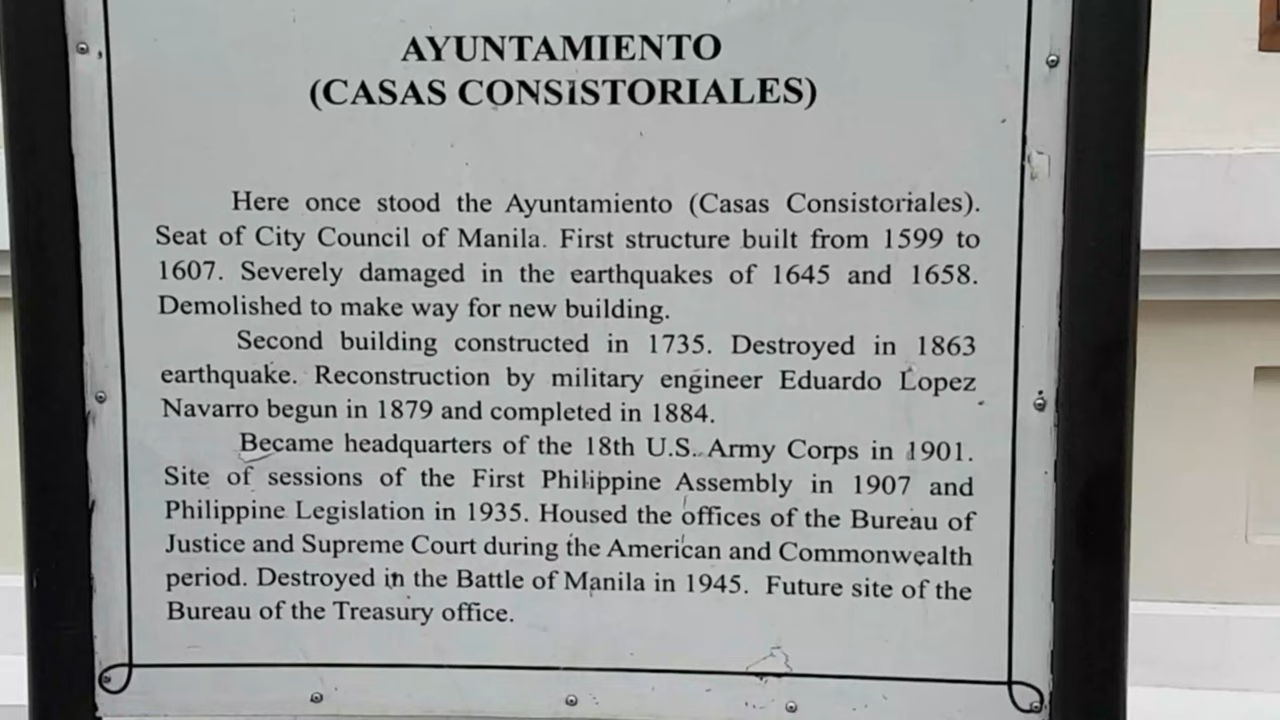 AYUNTAMIENTO
(CASAS CONSISTORIALES)
Here once stood the Ayuntamiento (Casas Consistoriales).
Seat of City Council of Manila. First structure built from 1599 to
1607. Severely damaged in the earthquakes of 1645 and 1658.
Demolished to make way for new building.
Second building constructed in 1735. Destroyed in 1863
earthquake. Reconstruction by military engineer Eduardo Lopez
Navarro begun in 1879 and completed in 1884.
Became headquarters of the 18th U.S. Army Corps in 1901.
Site of sessions of the First Philippine Assembly in 1907 and
Philippine Legislation in 1935. Housed the offices of the Bureau of
Justice and Supreme Court during the American and Commonwealth
period. Destroyed in the Battle of Manila in 1945. Future site of the
Bureau of the Treasury office.